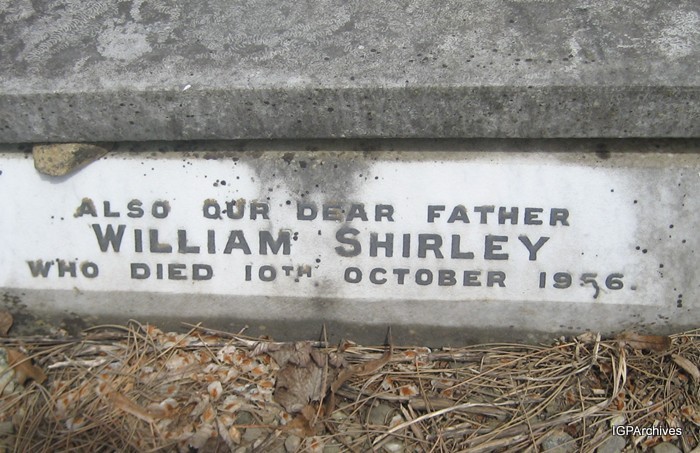 ALSO OUR DEAR FATHER
WILLIAM SHIRLEY
WHO DIED 10TH OCTOBER 1956.
IGPArchives